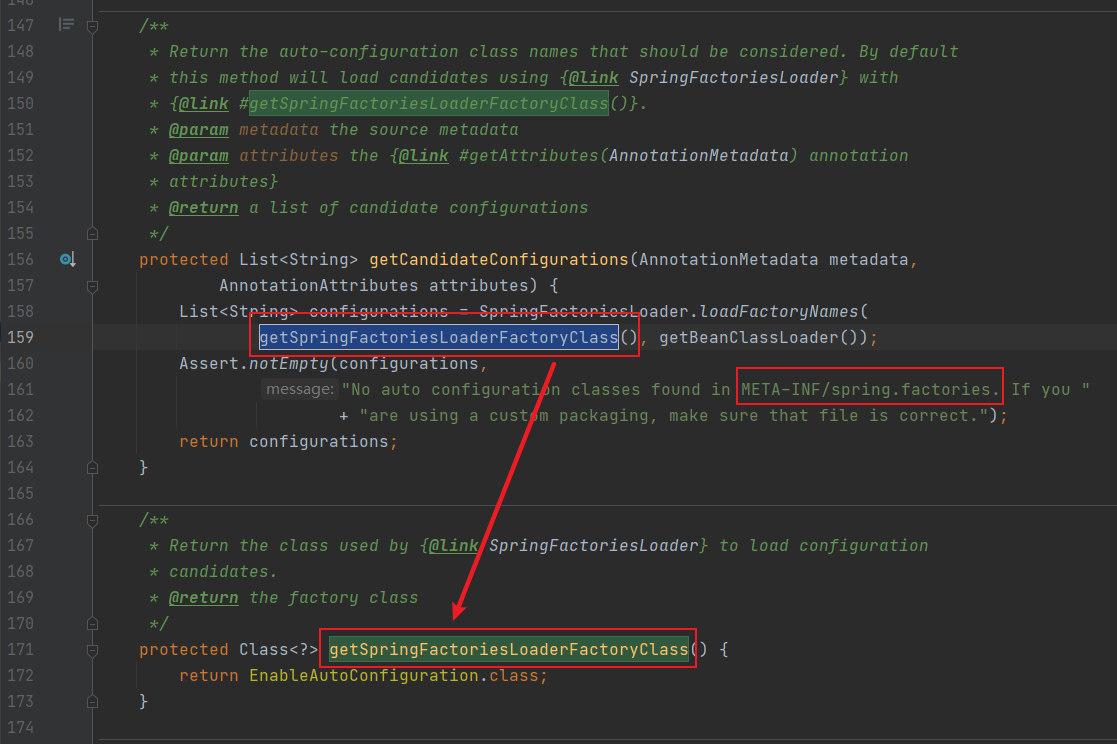 147 /**
148 * Return the auto-configuration class names that should be considered. By default
149 * this method will load candidates using {@link SpringFactoriesLoader} with
150 * {@link #getSpringFactoriesLoaderFactoryClass()}.
151 * @param metadata the source metadata
152 * @param attributes the {@link #getAttributes(AnnotationMetadata) annotation
153 * attributes}
154 * @return a list of candidate configurations
155 */
156 protected List<String> getCandidateConfigurations(AnnotationMetadata metadata,
157 AnnotationAttributes attributes) {
158 List<String> configurations = SpringFactoriesLoader.loadFactoryNames(
159 getSpringFactoriesLoaderFactoryClass(), getBeanClassLoader());
160 Assert.notEmpty(configurations,
161 message: "No auto configuration classes found in META-INF/spring.factories. If you "
162 + "are using a custom packaging, make sure that file is correct.");
163 return configurations;
164 }
165
166 /**
167 * Return the class used by {@link SpringFactoriesLoader} to load configuration
168 * candidates.
169 * @return the factory class
170 */
171 protected Class<?> getSpringFactoriesLoaderFactoryClass() {
172 return EnableAutoConfiguration.class;
173 }
174